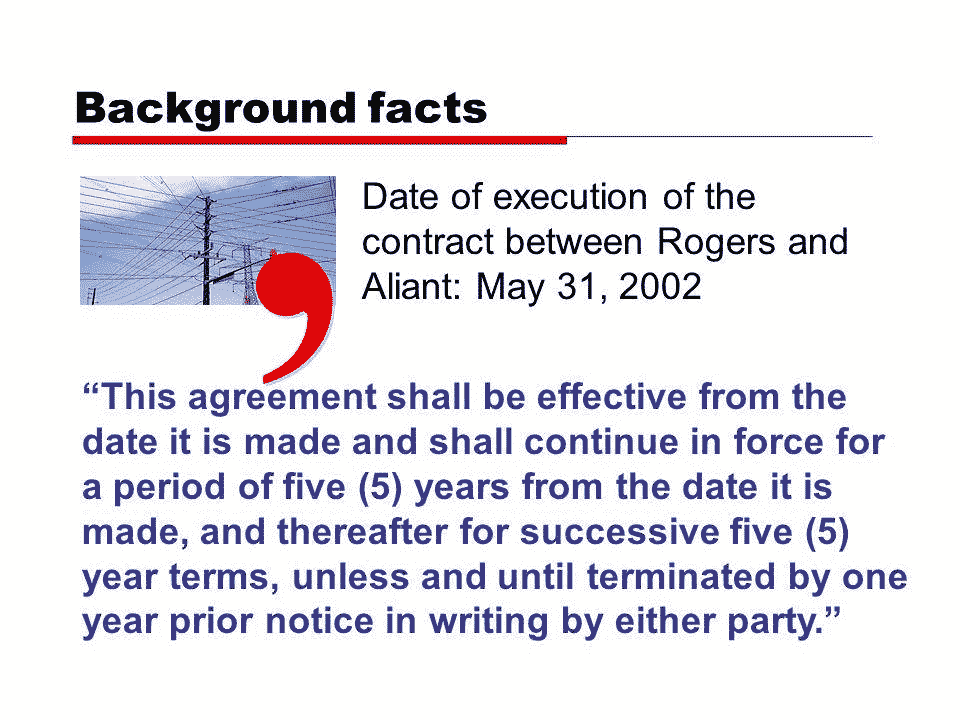 Background facts
Date of execution of the
contract between Rogers and
Aliant: May 31, 2002
“This agreement shall be effective from the
date it is made and shall continue in force for
a period of five (5) years from the date it is
made, and thereafter for successive five (5)
year terms, unless and until terminated by one
year prior notice in writing by either party.”